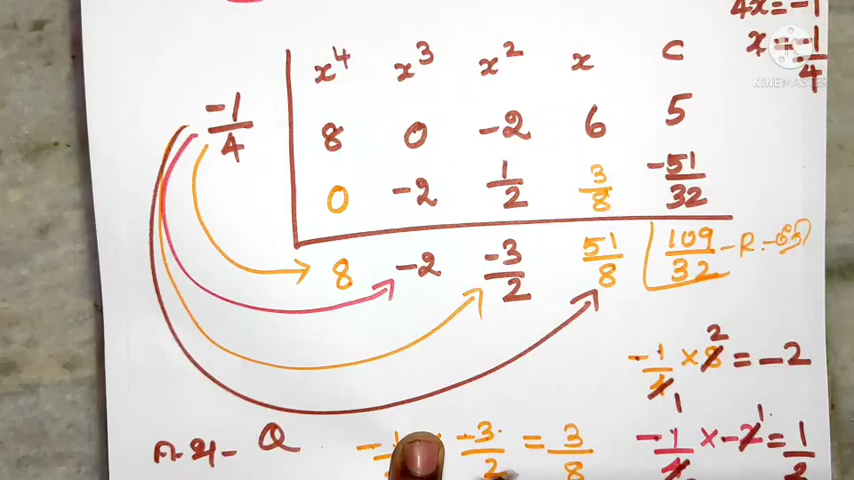 4x = -1
x = -1/4
KINEMASTER
x⁴ x³ x² x C
-1/4 8 0 -2 6 5
0 -2 1/2 3/8 -51/32
8 -2 -3/2 51/8 109/32 - R. -
-1/4 × 8 2 = -2
-3/2 = 3/8
-1/4 × -2 1 = 1/2
Q